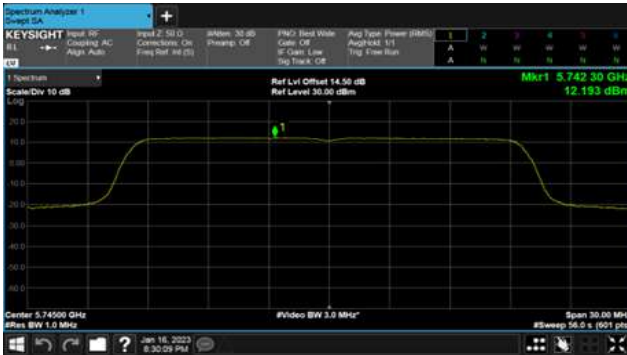 Spectrum Analyzer 1
Swept SA
+
KEYSIGHT
RL
Input: RF
Coupling: AC
Align: Auto
Input Z: 50 Ω
Corrections: On
Freq Ref: Int (S)
#Atten: 30 dB
Preamp: Off
PNO: Best Wide
Gate: Off
IF Gain: Low
Sig Track: Off
Avg Type: Power (RMS)
Avg|Hold: 1/1
Trig: Free Run
1 2 3 4 5 6
A W W W W W
A N N N N N
1 Spectrum
Scale/Div 10 dB
Ref Lvl Offset 14.50 dB
Ref Level 30.00 dBm
Mkr1 5.742 30 GHz
12.193 dBm
Log
20.0
10.0
0.00
-10.0
-20.0
-30.0
-40.0
-50.0
-60.0
1
Center 5.74500 GHz
#Res BW 1.0 MHz
#Video BW 3.0 MHz*
Span 30.00 MHz
#Sweep 56.0 s (601 pts)
?
Jan 16, 2023
8:30:09 PM